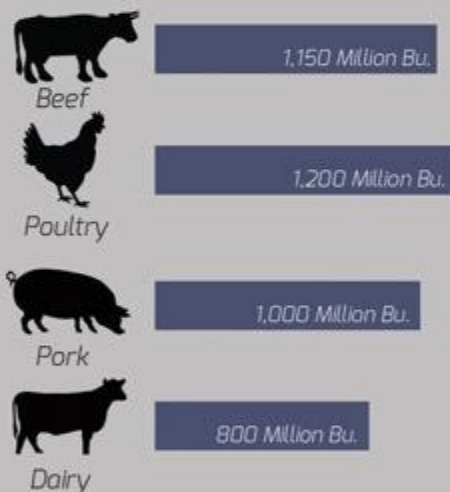 1,150 Million Bu.
Beef
1,200 Million Bu.
Poultry
1,000 Million Bu.
Pork
800 Million Bu.
Dairy